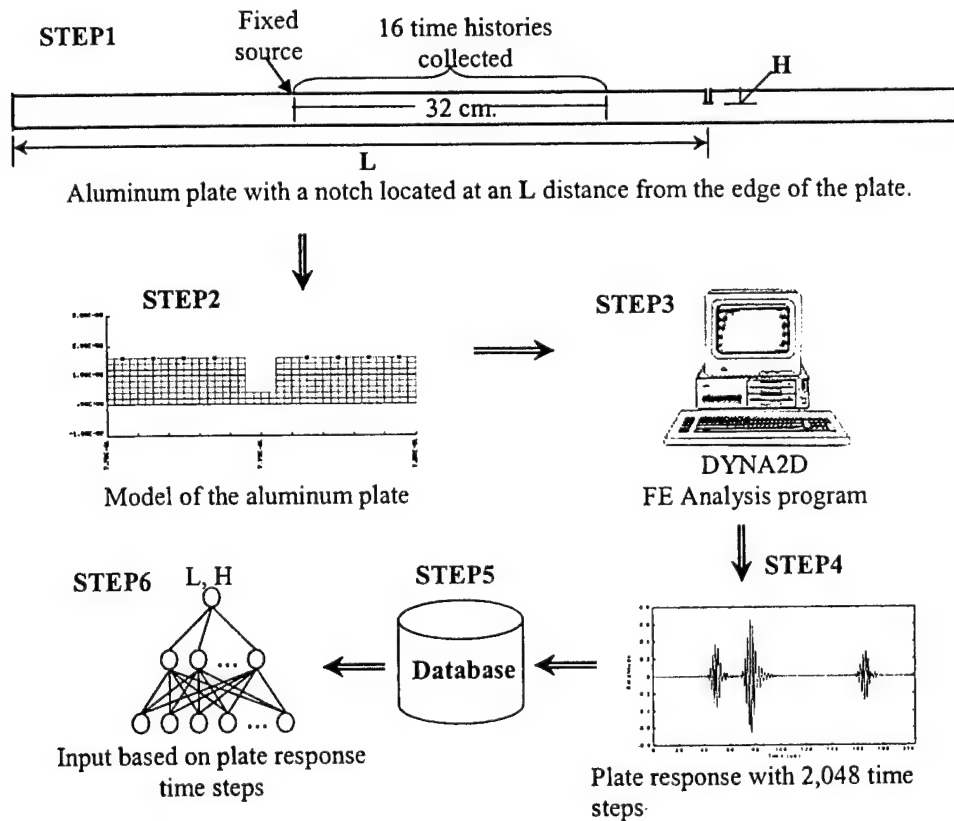 STEP1
Fixed
source
16 time histories
collected
H
32 cm.
L
Aluminum plate with a notch located at an L distance from the edge of the plate.
STEP2
Model of the aluminum plate
STEP3
DYNA2D
FE Analysis program
STEP4
Plate response with 2,048 time
steps.
STEP5
Database
STEP6
L, H
...
...
Input based on plate response
time steps